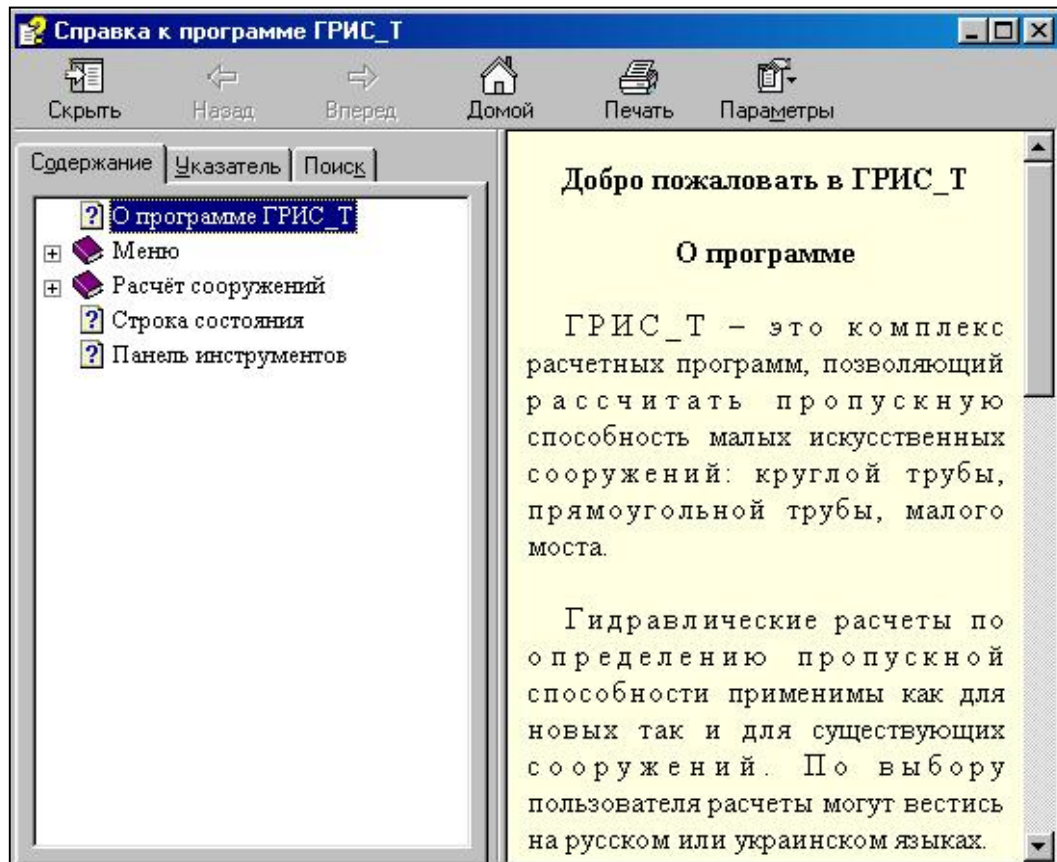 Справка к программе ГРИС_Т
Скрыть Назад Вперед Домой Печать Параметры
Содержание Указатель Поиск
О программе ГРИС_Т
Меню
Расчёт сооружений
Строка состояния
Панель инструментов
Добро пожаловать в ГРИС_Т
О программе
ГРИС_Т – это комплекс
расчетных программ, позволяющий
рассчитать пропускную
способность малых искусственных
сооружений: круглой трубы,
прямоугольной трубы, малого
моста.
Гидравлические расчеты по
определению пропускной
способности применимы как для
новых так и для существующих
сооружений. По выбору
пользователя расчеты могут вестись
на русском или украинском языках.